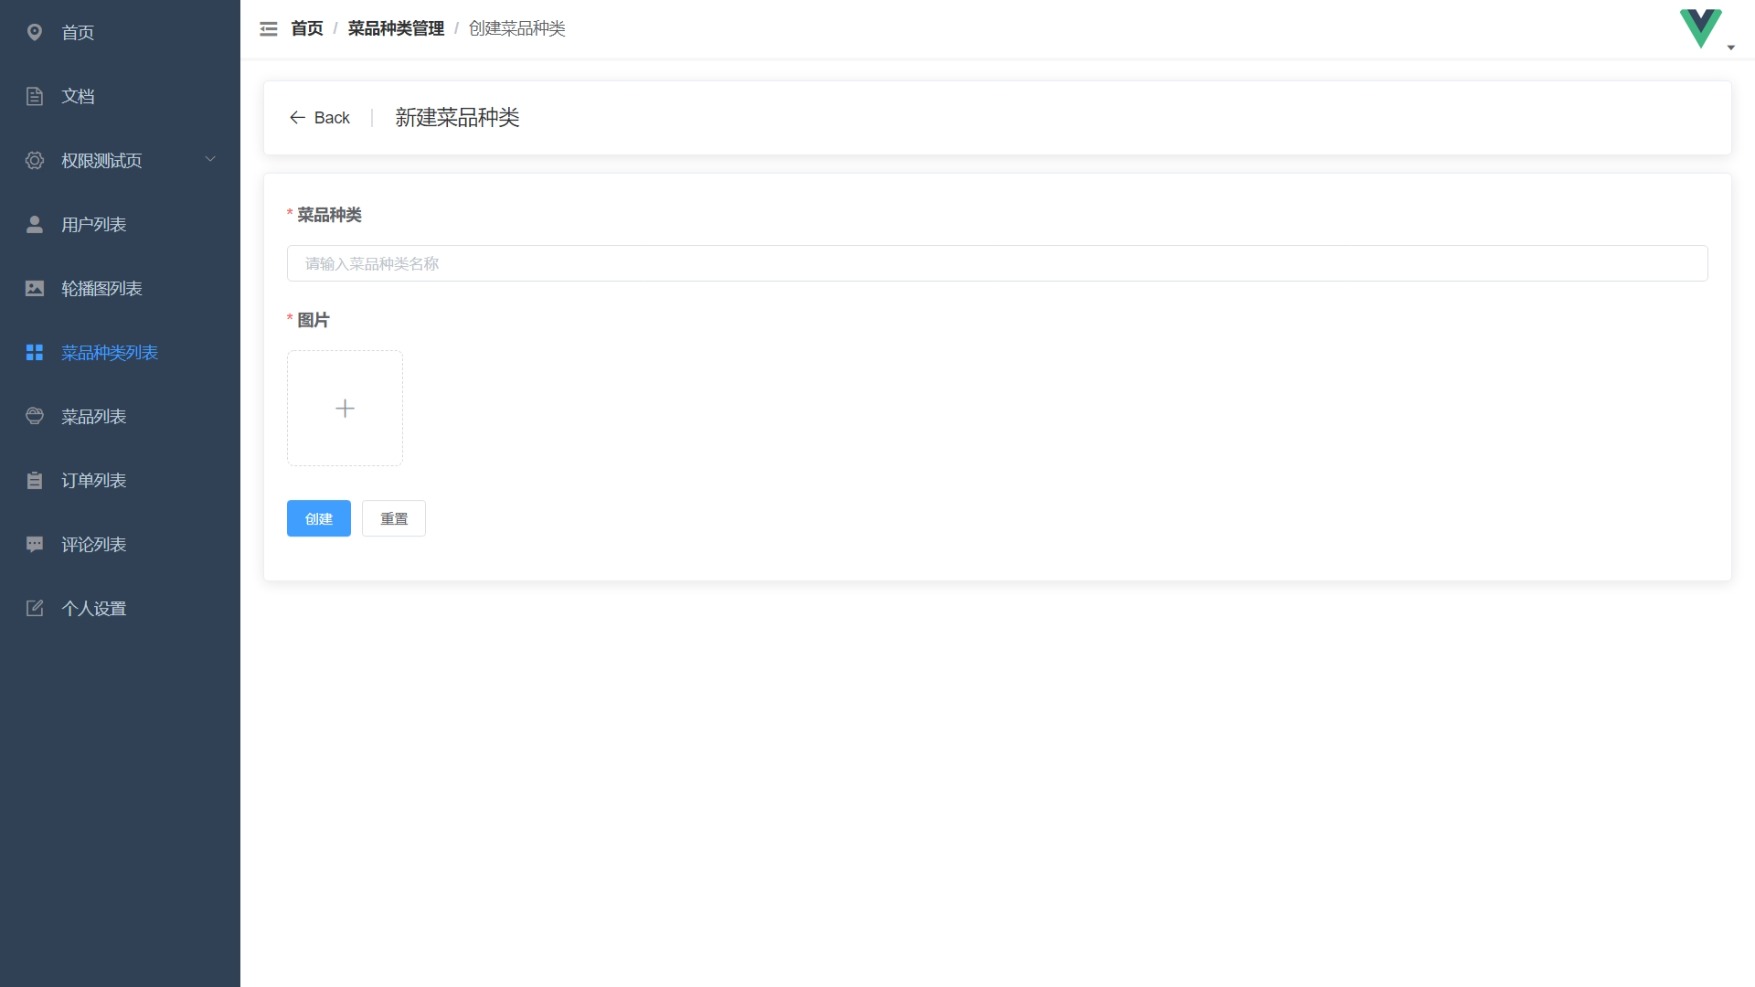 首页
文档
权限测试页
用户列表
轮播图列表
菜品种类列表
菜品列表
订单列表
评论列表
个人设置
首页 / 菜品种类管理 / 创建菜品种类
Back
新建菜品种类
* 菜品种类
请输入菜品种类名称
* 图片
创建
重置